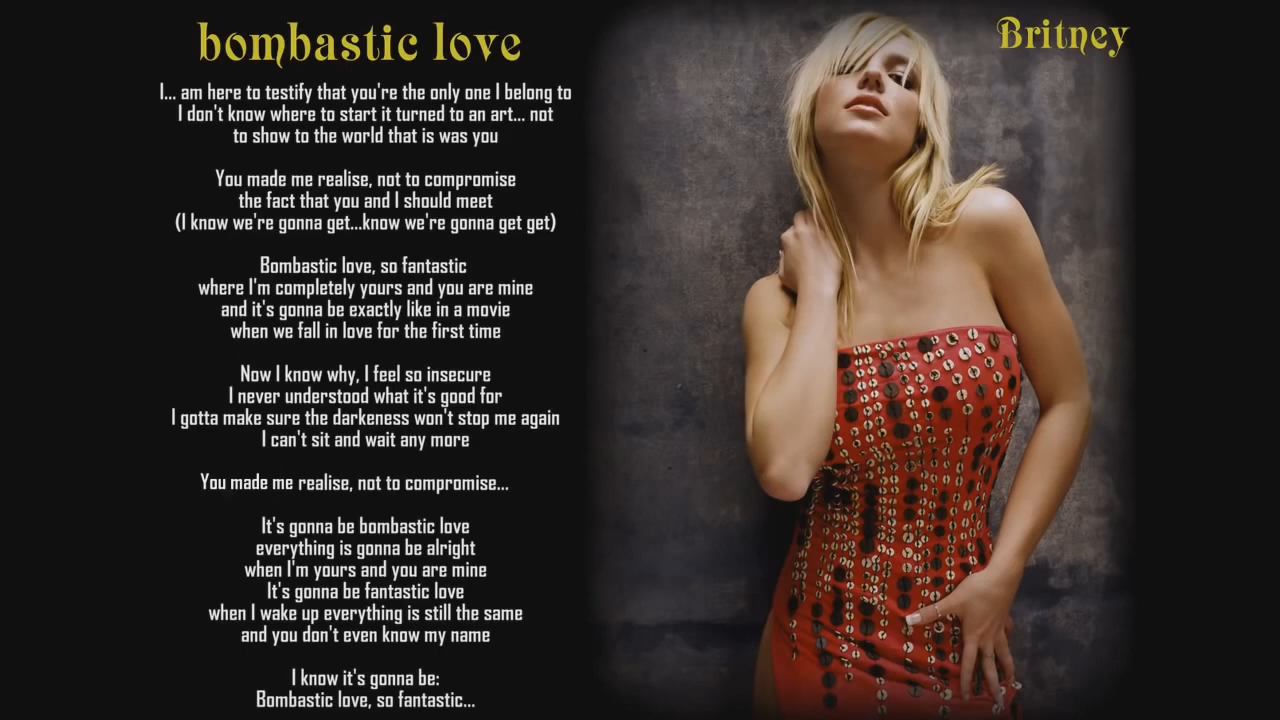 bombastic love
Britney
I... am here to testify that you're the only one I belong to
I don't know where to start it turned to an art... not
to show to the world that is was you
You made me realise, not to compromise
the fact that you and I should meet
(I know we're gonna get...know we're gonna get get)
Bombastic love, so fantastic
where I'm completely yours and you are mine
and it's gonna be exactly like in a movie
when we fall in love for the first time
Now I know why, I feel so insecure
I never understood what it's good for
I gotta make sure the darkeness won't stop me again
I can't sit and wait any more
You made me realise, not to compromise...
It's gonna be bombastic love
everything is gonna be alright
when I'm yours and you are mine
It's gonna be fantastic love
when I wake up everything is still the same
and you don't even know my name
I know it's gonna be:
Bombastic love, so fantastic...